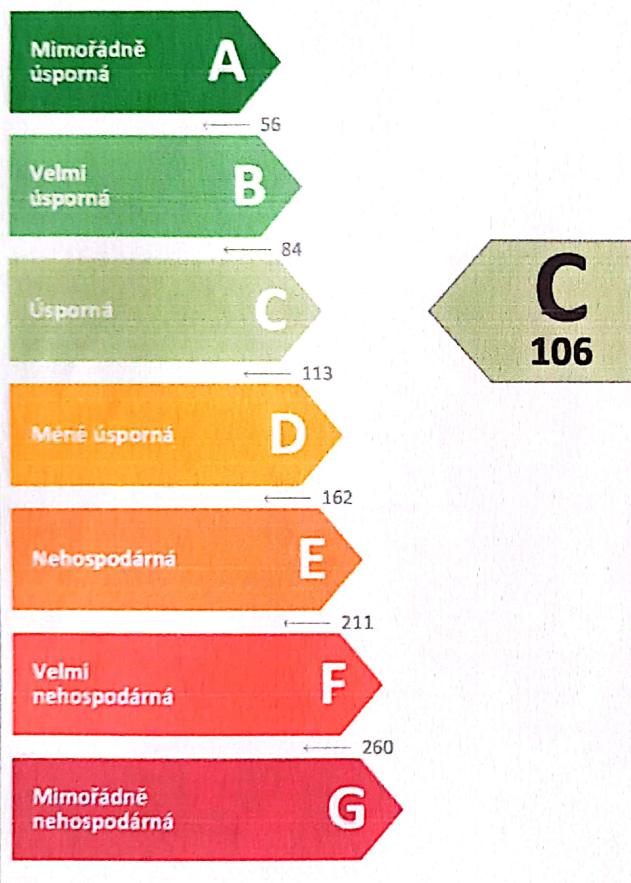 Mimořádně
úsporná
A
← 56
Velmi
úsporná
B
← 84
Úsporná
C
← 113
C
106
Méně úsporná
D
← 162
Nehospodárná
E
← 211
Velmi
nehospodárná
F
← 260
Mimořádně
nehospodárná
G